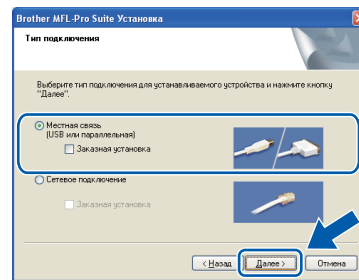 Brother MFL-Pro Suite Установка
Тип подключения
Выберите тип подключения для устанавливаемого устройства и нажмите кнопку
"Далее".
Местная связь
(USB или параллельная)
Заказная установка
Сетевое подключение
Заказная установка
< Назад
Далее >
Отмена